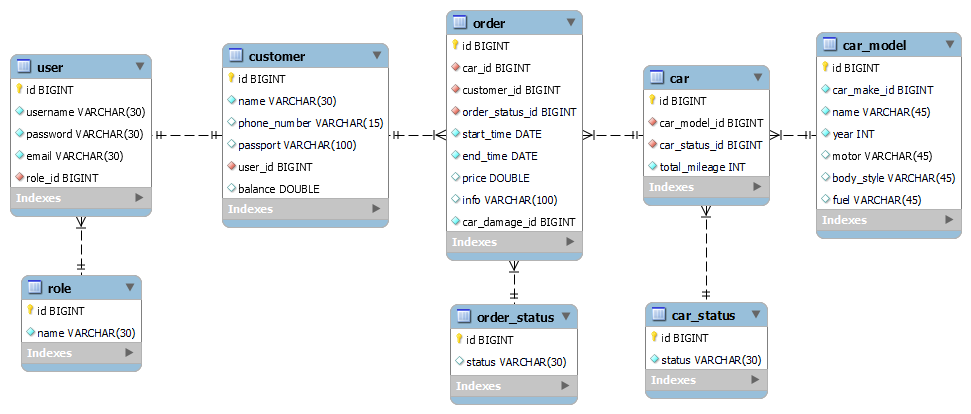 user
id BIGINT
username VARCHAR(30)
password VARCHAR(30)
email VARCHAR(30)
role_id BIGINT
Indexes
role
id BIGINT
name VARCHAR(30)
Indexes
customer
id BIGINT
name VARCHAR(30)
phone_number VARCHAR(15)
passport VARCHAR(100)
user_id BIGINT
balance DOUBLE
Indexes
order
id BIGINT
car_id BIGINT
customer_id BIGINT
order_status_id BIGINT
start_time DATE
end_time DATE
price DOUBLE
info VARCHAR(100)
car_damage_id BIGINT
Indexes
order_status
id BIGINT
status VARCHAR(30)
Indexes
car
id BIGINT
car_model_id BIGINT
car_status_id BIGINT
total_mileage INT
Indexes
car_status
id BIGINT
status VARCHAR(30)
Indexes
car_model
id BIGINT
car_make_id BIGINT
name VARCHAR(45)
year INT
motor VARCHAR(45)
body_style VARCHAR(45)
fuel VARCHAR(45)
Indexes